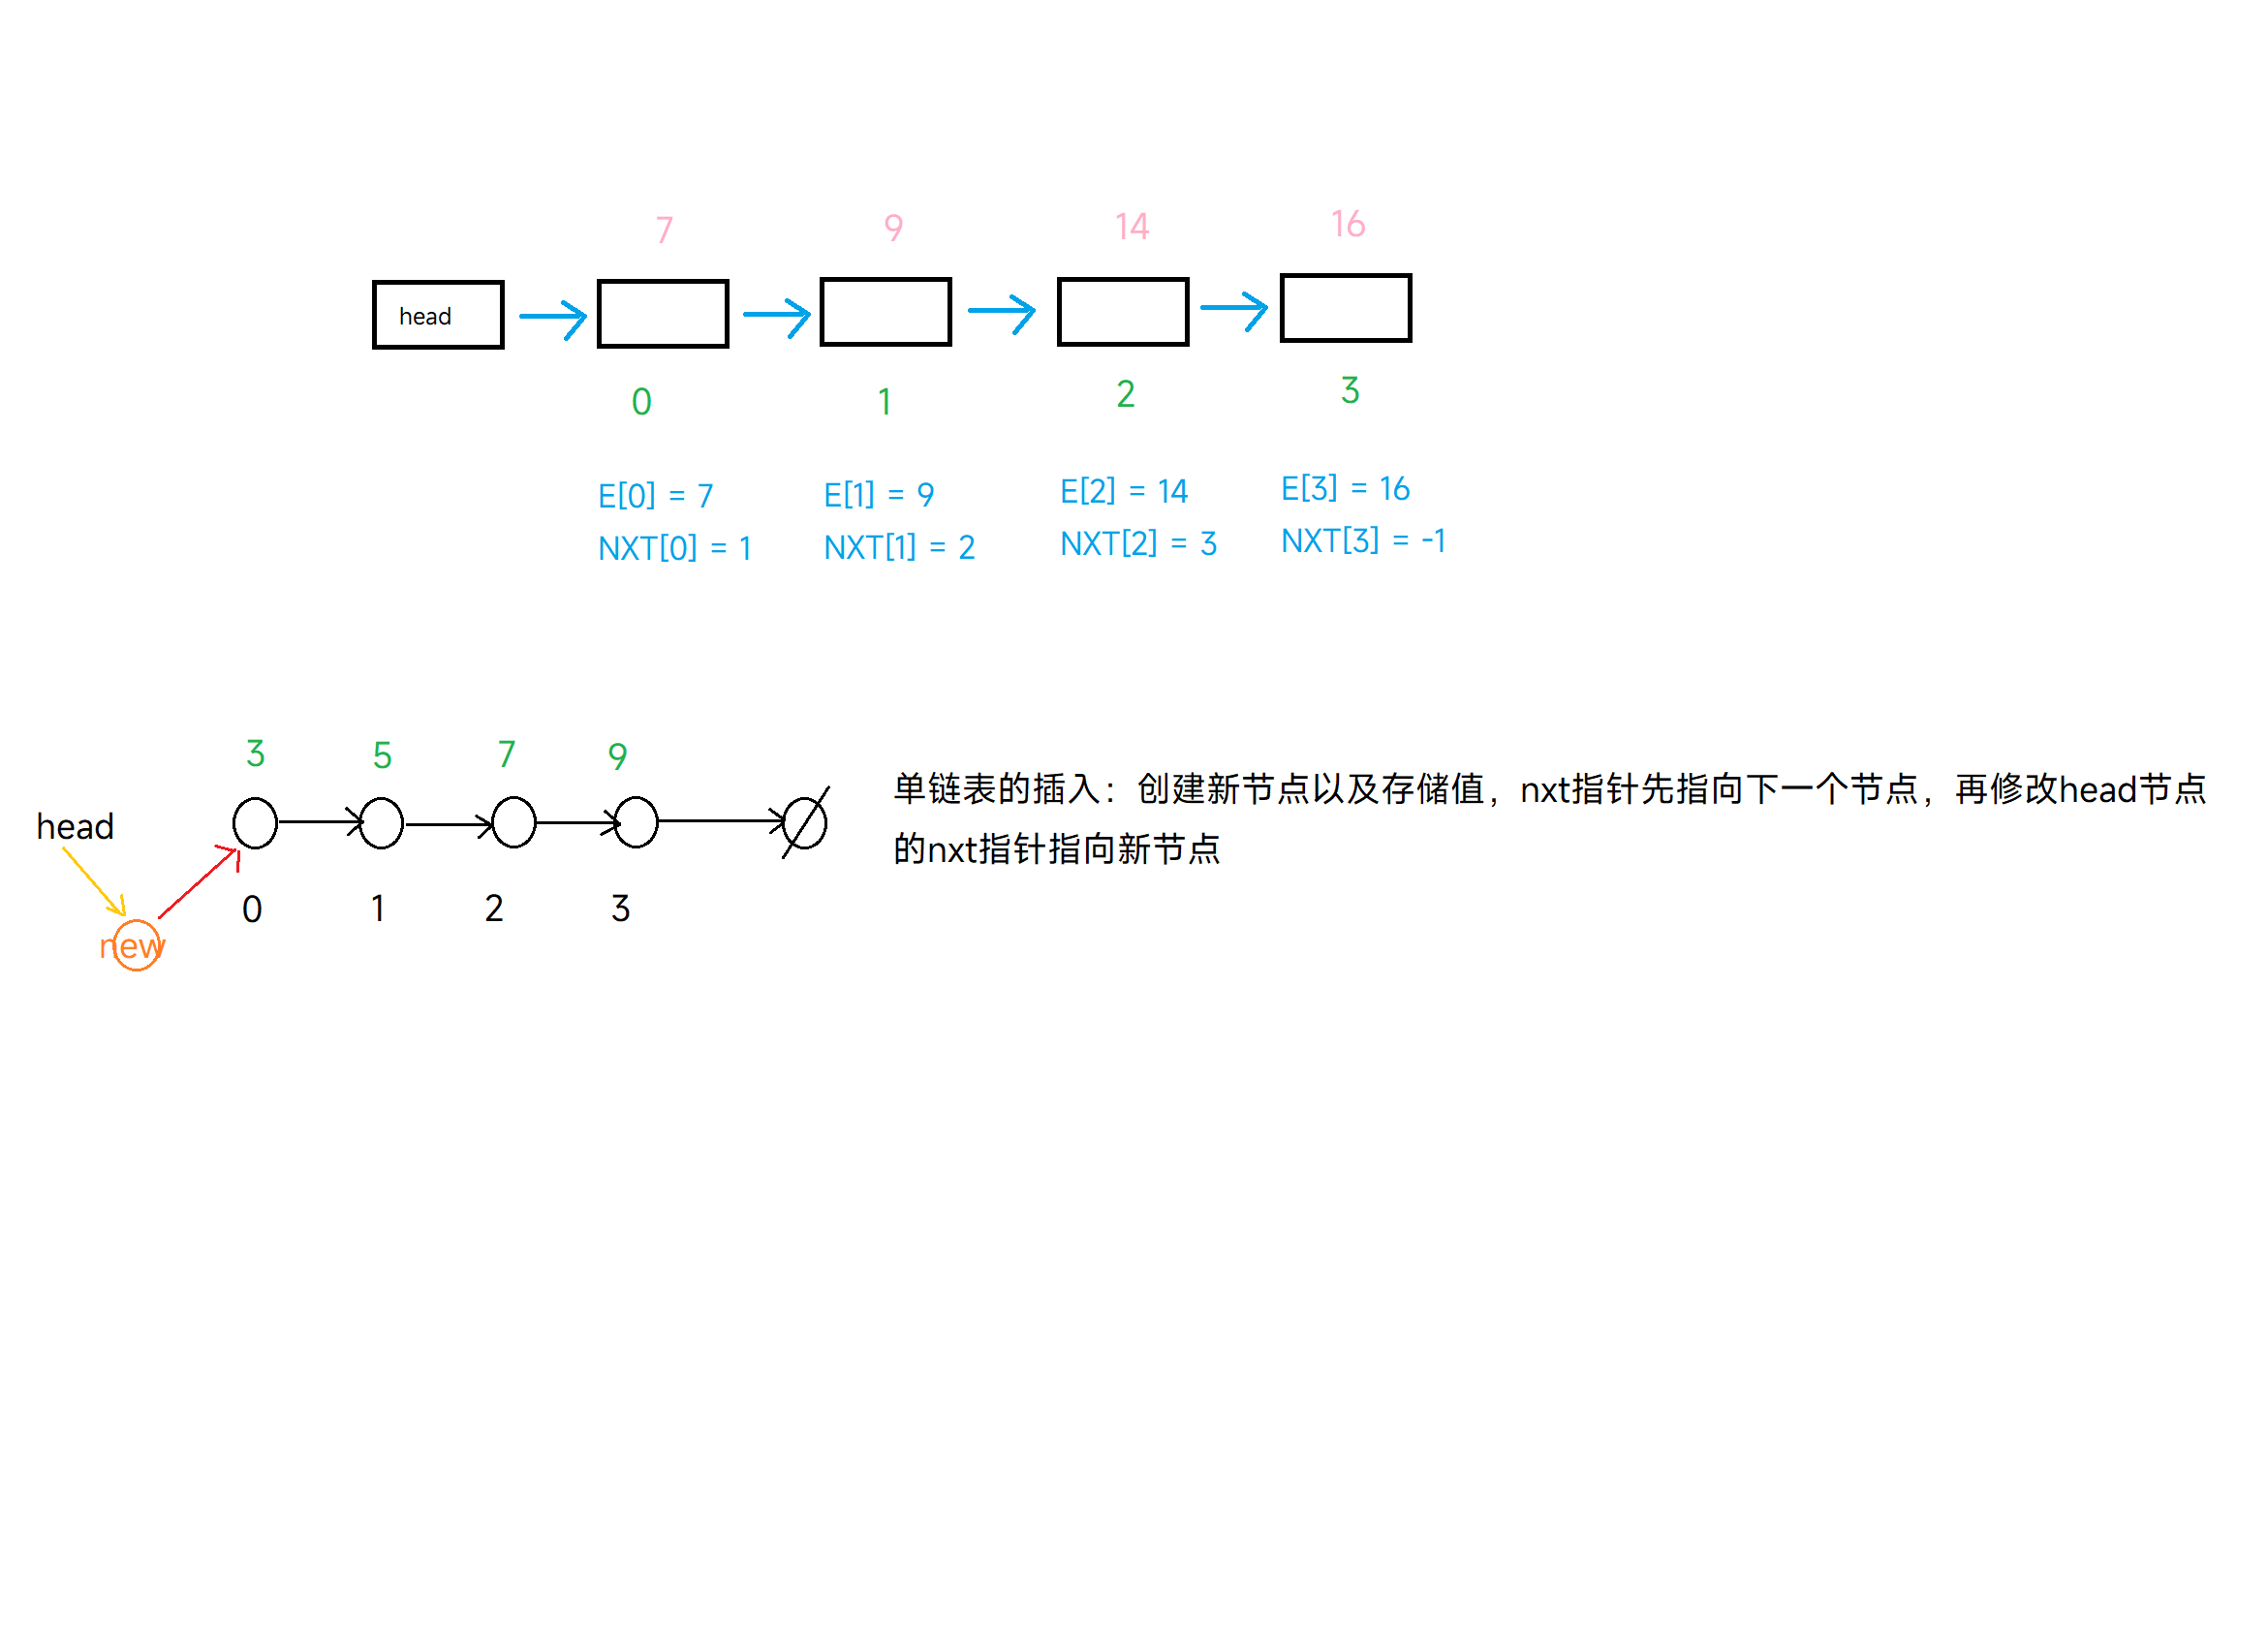 7 9 14 16
head
0 1 2 3
E[0] = 7 E[1] = 9 E[2] = 14 E[3] = 16
NXT[0] = 1 NXT[1] = 2 NXT[2] = 3 NXT[3] = -1
3 5 7 9
head
0 1 2 3
new
单链表的插入：创建新节点以及存储值，nxt指针先指向下一个节点，再修改head节点
的nxt指针指向新节点